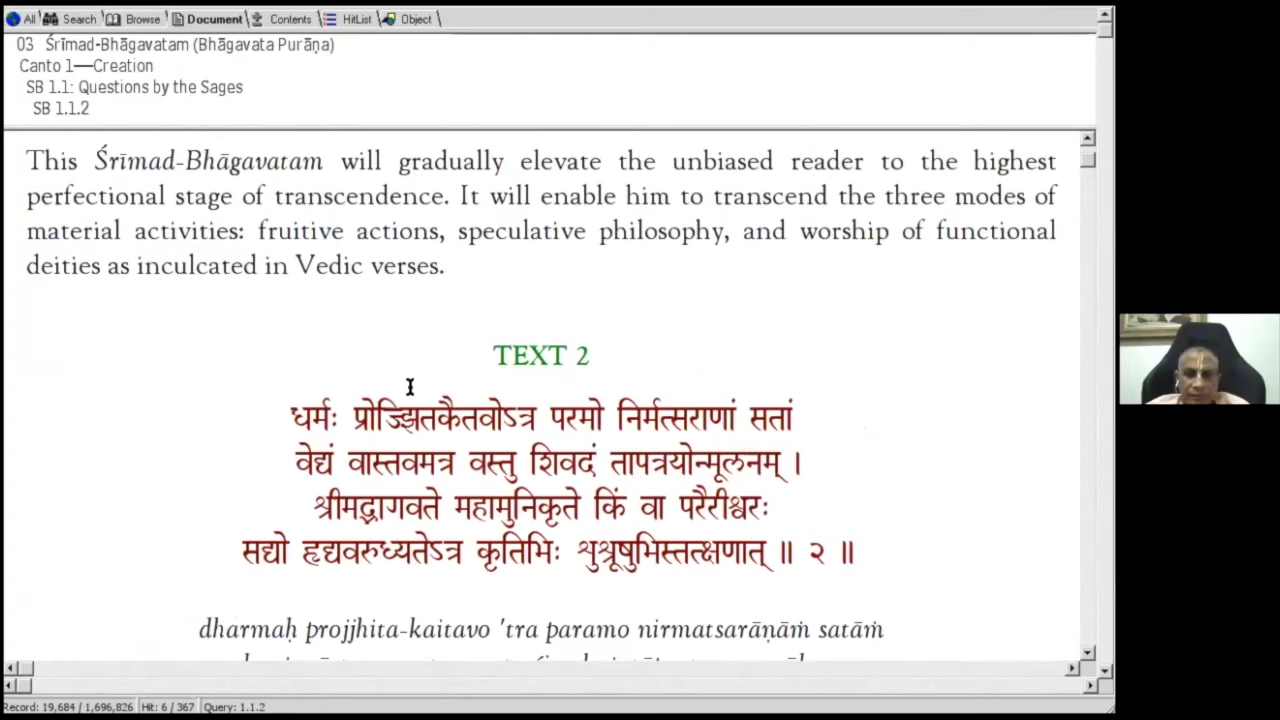 All Search Browse Document Contents HitList Object
03 Śrīmad-Bhāgavatam (Bhāgavata Purāṇa)
Canto 1—Creation
SB 1.1: Questions by the Sages
SB 1.1.2
This Śrīmad-Bhāgavatam will gradually elevate the unbiased reader to the highest
perfectional stage of transcendence. It will enable him to transcend the three modes of
material activities: fruitive actions, speculative philosophy, and worship of functional
deities as inculcated in Vedic verses.
TEXT 2
धर्मः प्रोज्झितकैतवोऽत्र परमो निर्मत्सराणां सतां
वेद्यं वास्तवमत्र वस्तु शिवदं तापत्रयोन्मूलनम् ।
श्रीमद्भागवते महामुनिकृते किं वा परैरीश्वरः
सद्यो हृद्यवरुध्यतेऽत्र कृतिभिः शुश्रूषुभिस्तत्क्षणात् ॥ २ ॥
dharmaḥ projjhita-kaitavo 'tra paramo nirmatsarāṇāṁ satāṁ
Record: 19,684 / 1,696,826 Hit: 6 / 367 Query: 1.1.2